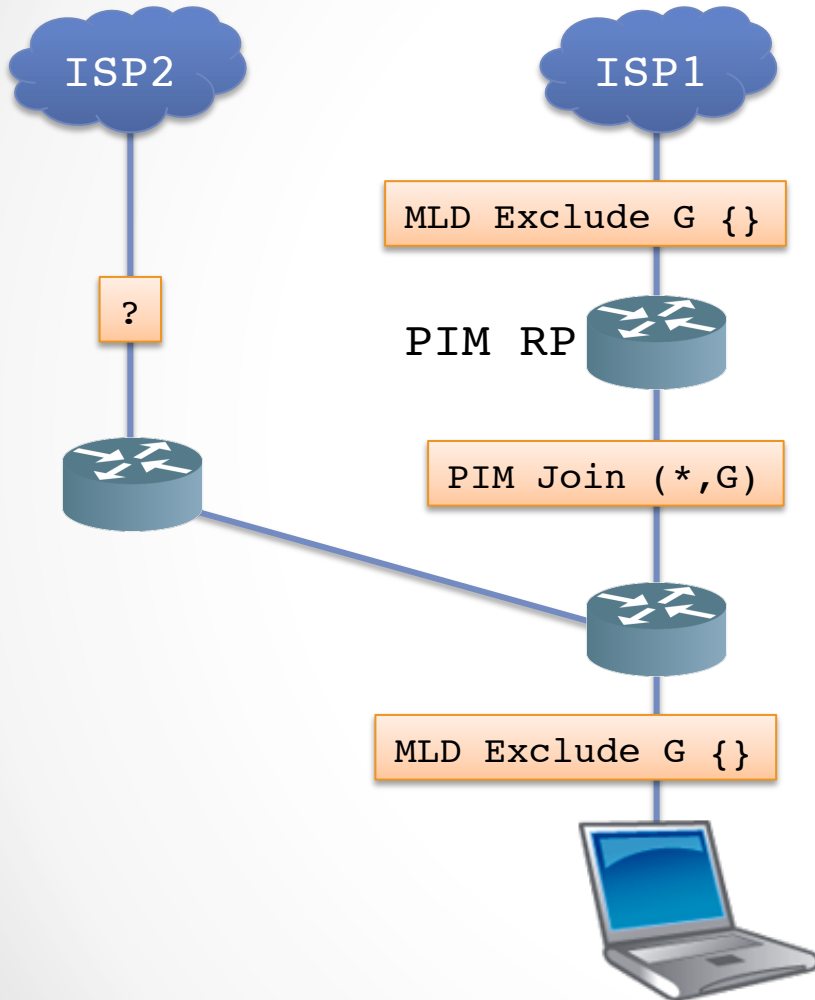 ISP2
ISP1
MLD Exclude G {}
?
PIM RP
PIM Join (*,G)
MLD Exclude G {}